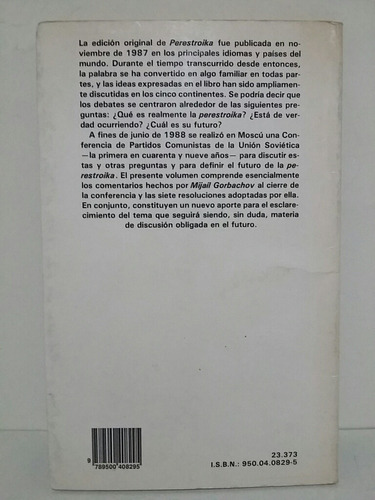 La edición original de Perestroika fue publicada en no-
viembre de 1987 en los principales idiomas y países del
mundo. Durante el tiempo transcurrido desde entonces,
la palabra se ha convertido en algo familiar en todas par-
tes, y las ideas expresadas en el libro han sido ampliamen-
te discutidas en los cinco continentes. Se podría decir que
los debates se centraron alrededor de las siguientes pre-
guntas: ¿Qué es realmente la perestroika? ¿Está de ver-
dad ocurriendo? ¿Cuál es su futuro?
A fines de junio de 1988 se realizó en Moscú una Con-
ferencia de Partidos Comunistas de la Unión Soviética
—la primera en cuarenta y nueve años— para discutir es-
tas y otras preguntas y para definir el futuro de la pe-
restroika. El presente volumen comprende esencialmente
los comentarios hechos por Mijaíl Gorbachov al cierre de
la conferencia y las siete resoluciones adoptadas por ella.
En conjunto, constituyen un nuevo aporte para el esclare-
cimiento del tema que seguirá siendo, sin duda, materia
de discusión obligada en el futuro.
9 789500 408295
23.373
I.S.B.N.: 950.04.0829-5